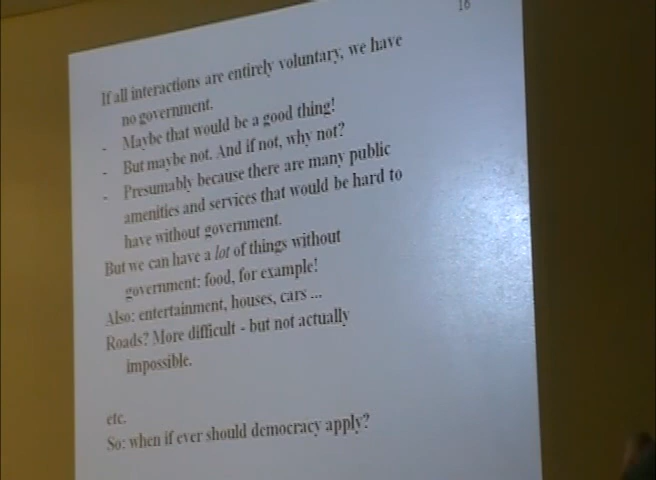 16
If all interactions are entirely voluntary, we have
no government.
- Maybe that would be a good thing!
- But maybe not. And if not, why not?
- Presumably because there are many public
amenities and services that would be hard to
have without government.
But we can have a lot of things without
government: food, for example!
Also: entertainment, houses, cars ...
Roads? More difficult - but not actually
impossible.
etc.
So: when if ever should democracy apply?